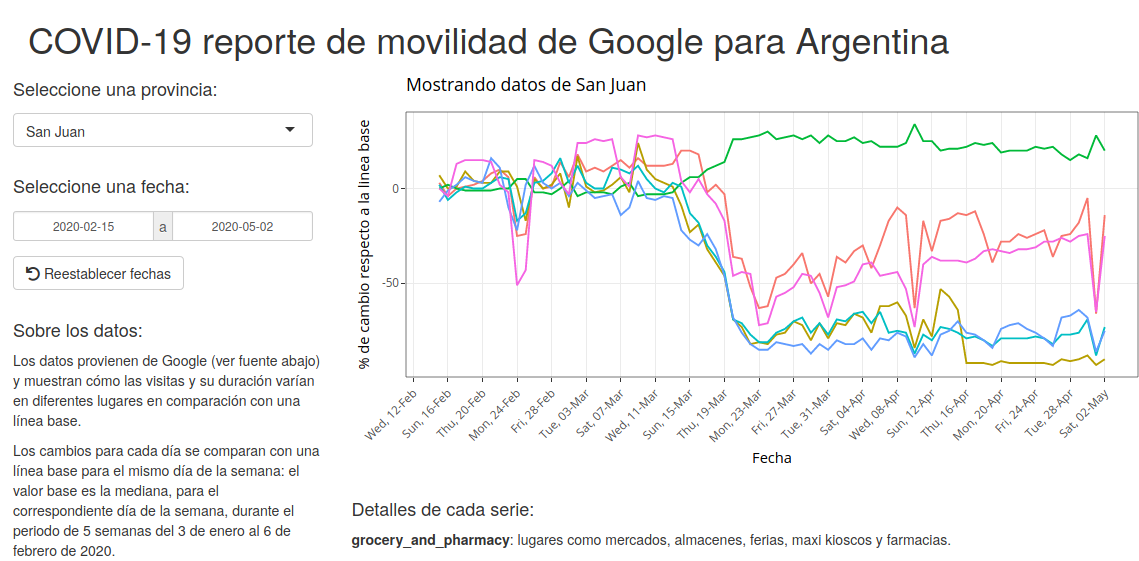 COVID-19 reporte de movilidad de Google para Argentina
Seleccione una provincia:
San Juan
Seleccione una fecha:
2020-02-15 a 2020-05-02
Reestablecer fechas
Sobre los datos:
Los datos provienen de Google (ver fuente abajo)
y muestran cómo las visitas y su duración varían
en diferentes lugares en comparación con una
línea base.
Los cambios para cada día se comparan con una
línea base para el mismo día de la semana: el
valor base es la mediana, para el
correspondiente día de la semana, durante el
periodo de 5 semanas del 3 de enero al 6 de
febrero de 2020.
Mostrando datos de San Juan
% de cambio respecto a la línea base
0
-50
Wed, 12-Feb
Sun, 16-Feb
Thu, 20-Feb
Mon, 24-Feb
Fri, 28-Feb
Tue, 03-Mar
Sat, 07-Mar
Wed, 11-Mar
Sun, 15-Mar
Thu, 19-Mar
Mon, 23-Mar
Fri, 27-Mar
Tue, 31-Mar
Sat, 04-Apr
Wed, 08-Apr
Sun, 12-Apr
Thu, 16-Apr
Mon, 20-Apr
Fri, 24-Apr
Tue, 28-Apr
Sat, 02-May
Fecha
Detalles de cada serie:
grocery_and_pharmacy: lugares como mercados, almacenes, ferias, maxi kioscos y farmacias.